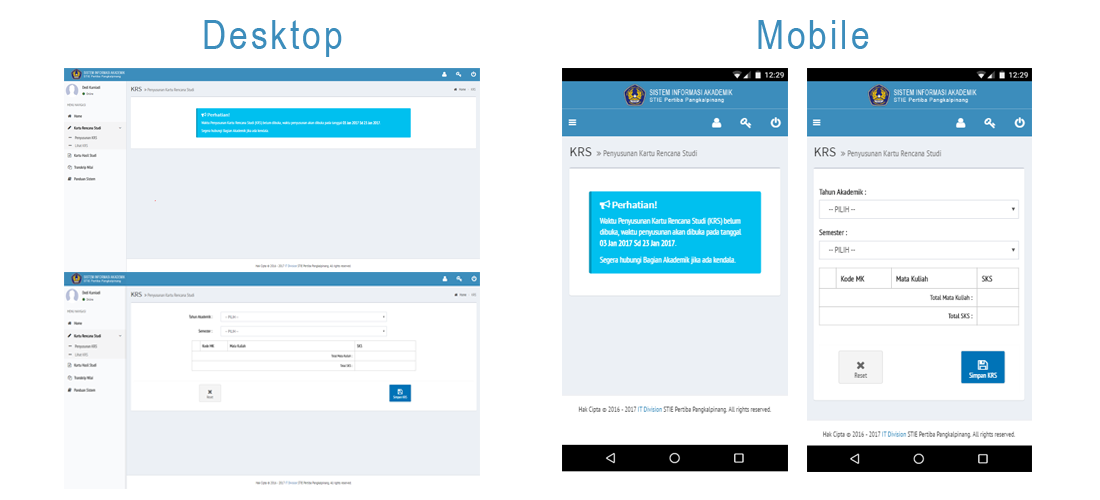 Desktop
Mobile
SISTEM INFORMASI AKADEMIK
STIE Pertiba Pangkalpinang
Dedi Kurniadi
Online
MENU NAVIGASI
Home
Kartu Rencana Studi
Penyusunan KRS
Lihat KRS
Kartu Hasil Studi
Transkrip Nilai
Panduan Sistem
KRS » Penyusunan Kartu Rencana Studi
Home > KRS
Perhatian!
Waktu Penyusunan Kartu Rencana Studi (KRS) belum dibuka, waktu penyusunan akan dibuka pada tanggal 03 Jan 2017 Sd 23 Jan 2017.
Segera hubungi Bagian Akademik jika ada kendala.
Hak Cipta © 2016 - 2017 IT Division STIE Pertiba Pangkalpinang. All rights reserved.
SISTEM INFORMASI AKADEMIK
STIE Pertiba Pangkalpinang
Online
MENU NAVIGASI
Home
Kartu Rencana Studi
Penyusunan KRS
Lihat KRS
Kartu Hasil Studi
Transkrip Nilai
Panduan Sistem
KRS » Penyusunan Kartu Rencana Studi
Home > KRS
Tahun Akademik : -- PILIH --
Semester : -- PILIH --
Kode MK Mata Kuliah SKS
Total Mata Kuliah :
Total SKS :
Reset Simpan KRS
Hak Cipta © 2016 - 2017 IT Division STIE Pertiba Pangkalpinang. All rights reserved.
12:29
SISTEM INFORMASI AKADEMIK
STIE Pertiba Pangkalpinang
KRS » Penyusunan Kartu Rencana Studi
Perhatian!
Waktu Penyusunan Kartu Rencana Studi (KRS) belum
dibuka, waktu penyusunan akan dibuka pada tanggal
03 Jan 2017 Sd 23 Jan 2017.
Segera hubungi Bagian Akademik jika ada kendala.
Hak Cipta © 2016 - 2017 IT Division STIE Pertiba Pangkalpinang. All rights reserved.
12:29
SISTEM INFORMASI AKADEMIK
STIE Pertiba Pangkalpinang
KRS » Penyusunan Kartu Rencana Studi
Tahun Akademik :
-- PILIH --
Semester :
-- PILIH --
Kode MK Mata Kuliah SKS
Total Mata Kuliah :
Total SKS :
Reset Simpan KRS
Hak Cipta © 2016 - 2017 IT Division STIE Pertiba Pangkalpinang. All rights reserved.